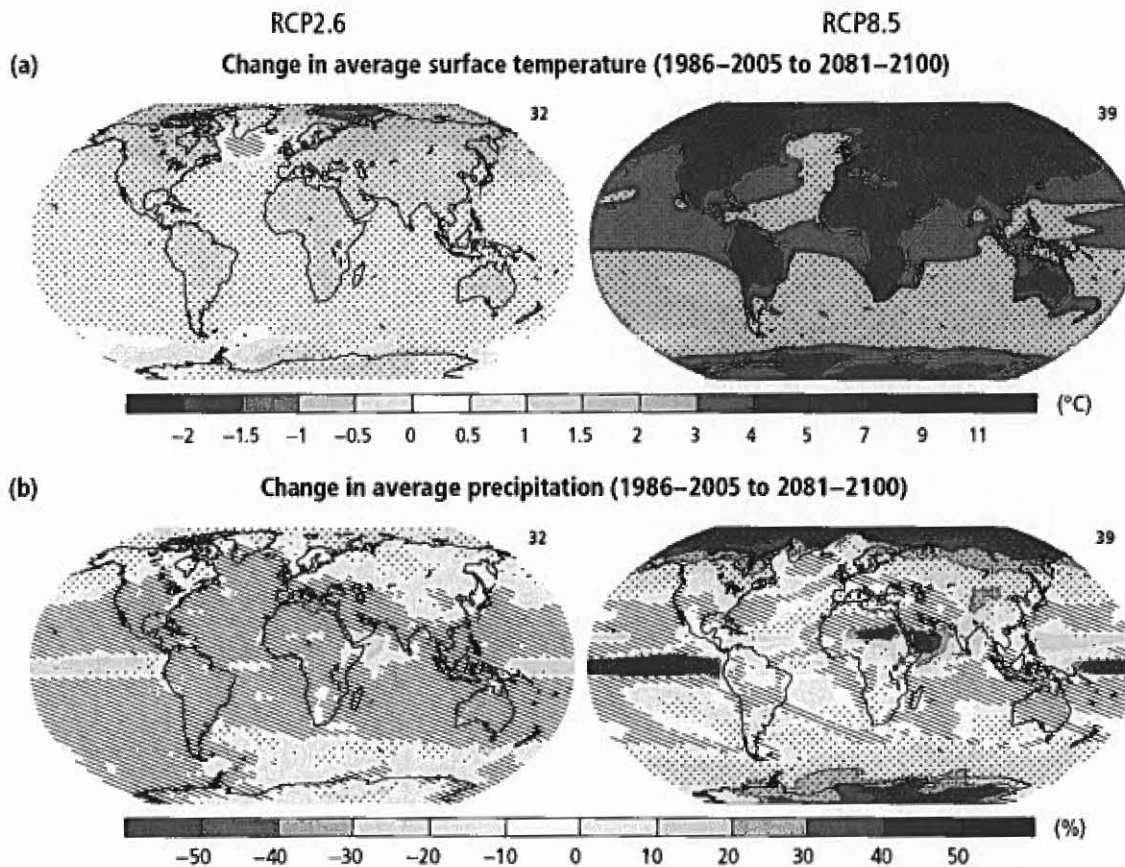 RCP2.6 RCP8.5
(a) Change in average surface temperature (1986–2005 to 2081–2100)
32 39
(°C)
−2 −1.5 −1 −0.5 0 0.5 1 1.5 2 3 4 5 7 9 11
(b) Change in average precipitation (1986–2005 to 2081–2100)
32 39
(%)
−50 −40 −30 −20 −10 0 10 20 30 40 50